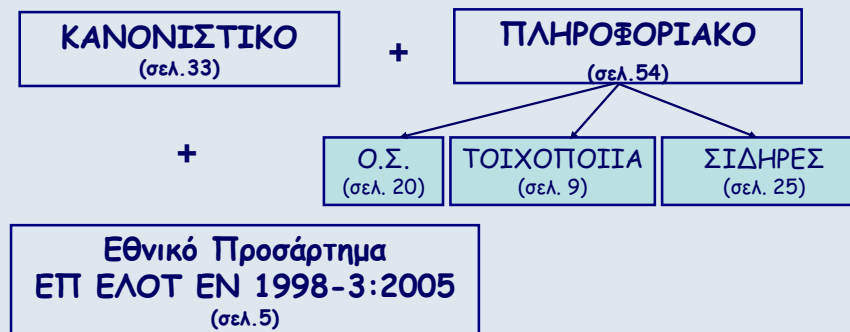 ΚΑΝΟΝΙΣΤΙΚΟ
(σελ.33)
+
ΠΛΗΡΟΦΟΡΙΑΚΟ
(σελ.54)
+
Ο.Σ.
(σελ. 20)
ΤΟΙΧΟΠΟΙΙΑ
(σελ. 9)
ΣΙΔΗΡΕΣ
(σελ. 25)
Εθνικό Προσάρτημα
ΕΠ ΕΛΟΤ ΕΝ 1998-3:2005
(σελ.5)